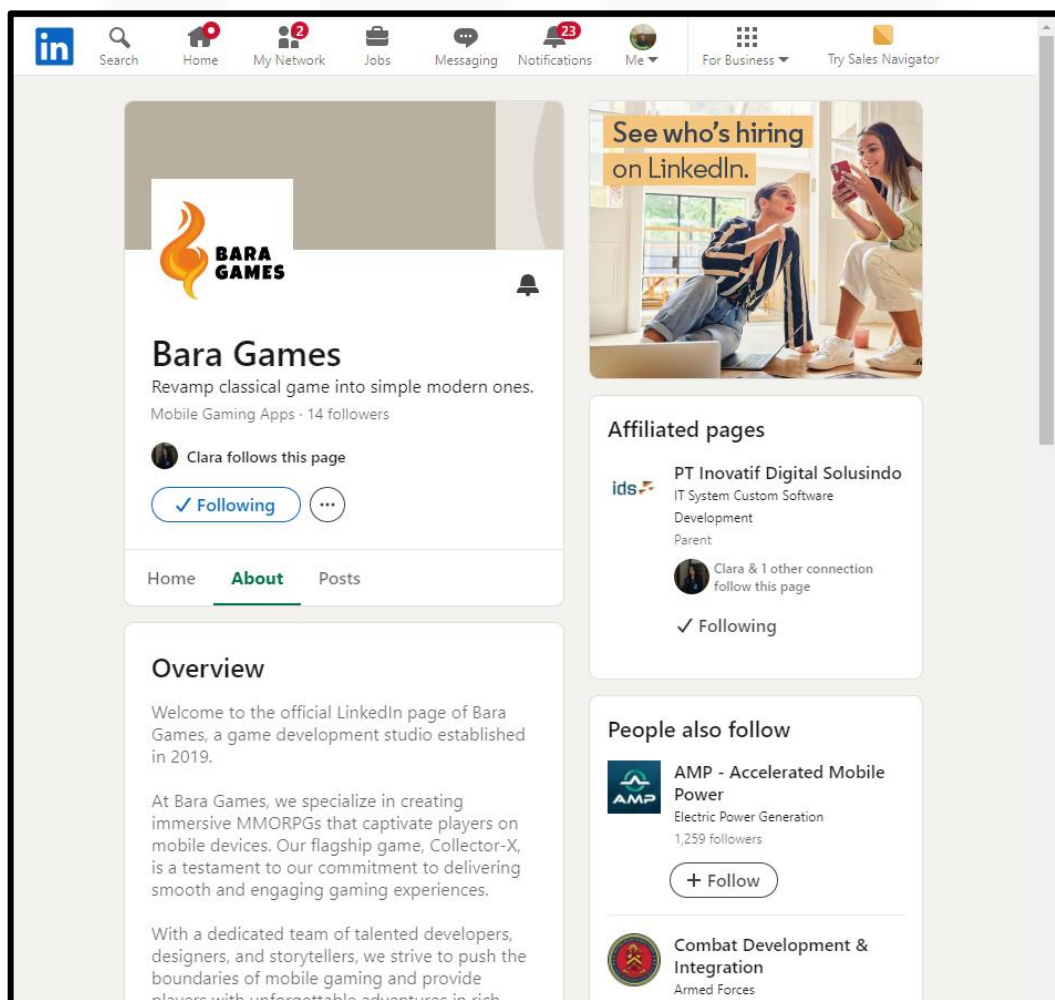 in
Search
Home
2
My Network
Jobs
Messaging
23
Notifications
Me
For Business
Try Sales Navigator
BARA
GAMES
Bara Games
Revamp classical game into simple modern ones.
Mobile Gaming Apps · 14 followers
Clara follows this page
✓ Following
Home About Posts
Overview
Welcome to the official LinkedIn page of Bara
Games, a game development studio established
in 2019.
At Bara Games, we specialize in creating
immersive MMORPGs that captivate players on
mobile devices. Our flagship game, Collector-X,
is a testament to our commitment to delivering
smooth and engaging gaming experiences.
With a dedicated team of talented developers,
designers, and storytellers, we strive to push the
boundaries of mobile gaming and provide
players with unforgettable adventures in rich
See who's hiring
on LinkedIn.
Affiliated pages
ids
PT Inovatif Digital Solusindo
IT System Custom Software
Development
Parent
Clara & 1 other connection
follow this page
✓ Following
People also follow
AMP
AMP - Accelerated Mobile
Power
Electric Power Generation
1,259 followers
+ Follow
Combat Development &
Integration
Armed Forces